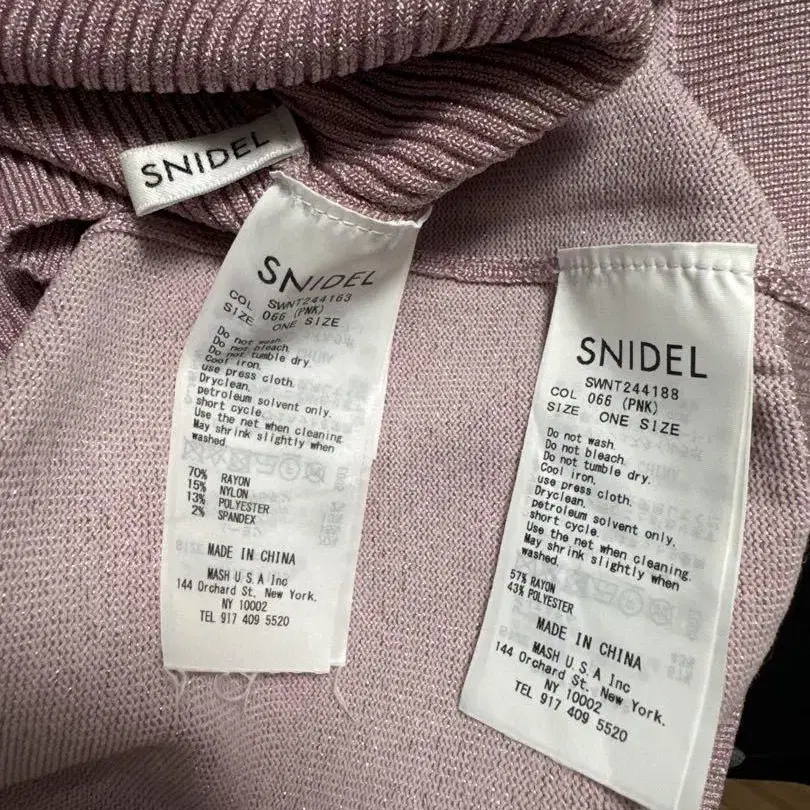 SNIDEL
SNIDEL
SWNT244163
COL 066 (PNK)
SIZE ONE SIZE
Do not wash.
Do not bleach.
Do not tumble dry.
Cool iron.
use press cloth.
Dryclean.
petroleum solvent only.
short cycle.
Use the net when cleaning.
May shrink slightly when
washed.
70% RAYON
15% NYLON
13% POLYESTER
2% SPANDEX
MADE IN CHINA
MASH U.S.A Inc
144 Orchard St. New York.
NY 10002
TEL 917 409 5520
SNIDEL
SWNT244188
COL 066 (PNK)
SIZE ONE SIZE
Do not wash.
Do not bleach.
Do not tumble dry.
Cool iron.
use press cloth.
Dryclean.
petroleum solvent only.
short cycle.
Use the net when cleaning.
May shrink slightly when
washed.
57% RAYON
43% POLYESTER
MADE IN CHINA
MASH U.S.A Inc
144 Orchard St. New York.
NY 10002
TEL 917 409 5520